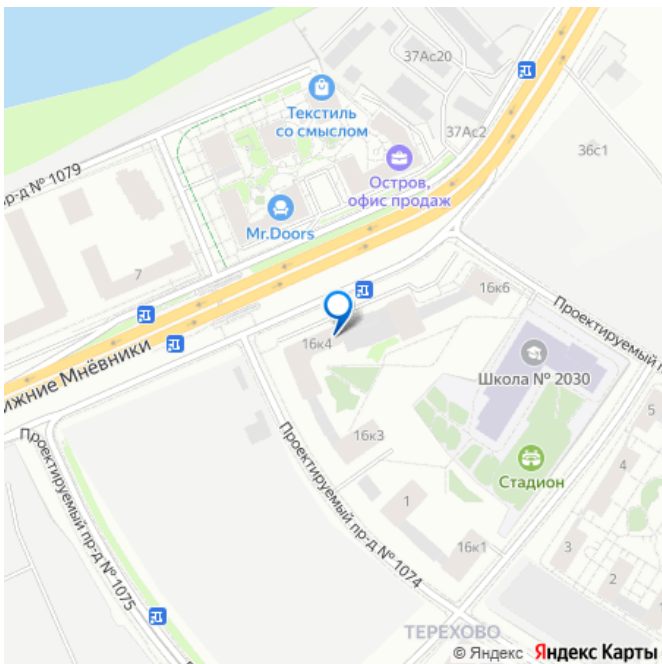 37Ас20
Текстиль
со смыслом
37Ас2
36с1
Остров,
офис продаж
р-д № 1079
Mr.Doors
7
16к6
Проектируемый п
16к4
Школа № 2030
ижние Мнёвники
5
16к3
Стадион
4
Проектируемый пр-д № 1075
Проектируемый пр-д № 1074
1
16к1
3
2
ТЕРЕХОВО
© Яндекс Яндекс Карты